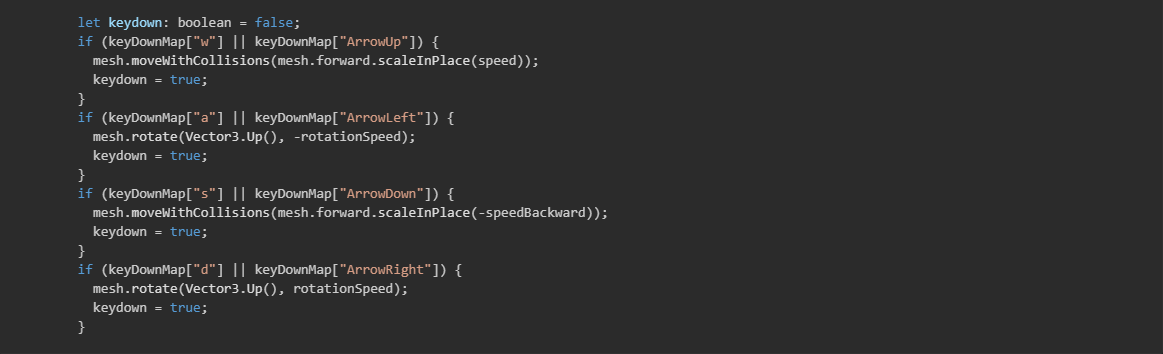 let keydown: boolean = false;
if (keyDownMap["w"] || keyDownMap["ArrowUp"]) {
  mesh.moveWithCollisions(mesh.forward.scaleInPlace(speed));
  keydown = true;
}
if (keyDownMap["a"] || keyDownMap["ArrowLeft"]) {
  mesh.rotate(Vector3.Up(), -rotationSpeed);
  keydown = true;
}
if (keyDownMap["s"] || keyDownMap["ArrowDown"]) {
  mesh.moveWithCollisions(mesh.forward.scaleInPlace(-speedBackward));
  keydown = true;
}
if (keyDownMap["d"] || keyDownMap["ArrowRight"]) {
  mesh.rotate(Vector3.Up(), rotationSpeed);
  keydown = true;
}